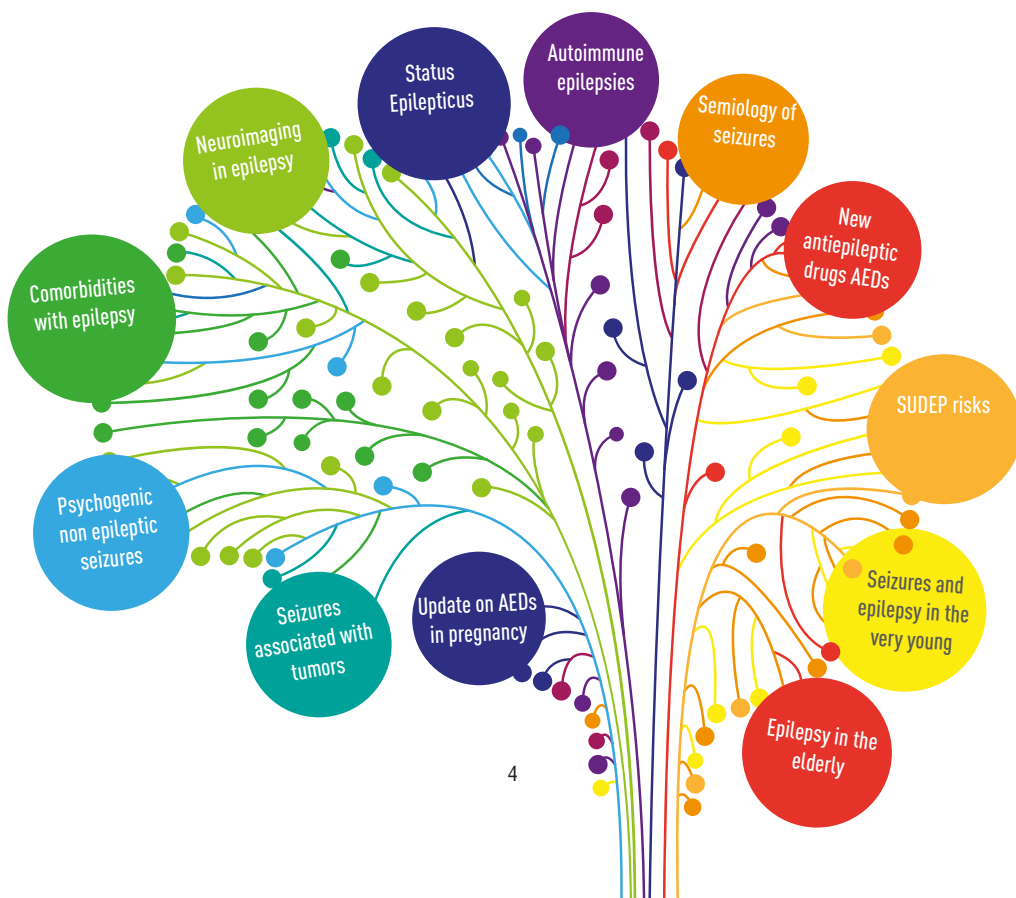 Status
Epilepticus
Autoimmune
epilepsies
Semiology of
seizures
Neuroimaging
in epilepsy
New
antiepileptic
drugs AEDs
Comorbidities
with epilepsy
SUDEP risks
Psychogenic
non epileptic
seizures
Seizures
associated with
tumors
Update on AEDs
in pregnancy
Seizures and
epilepsy in the
very young
Epilepsy in the
elderly
4